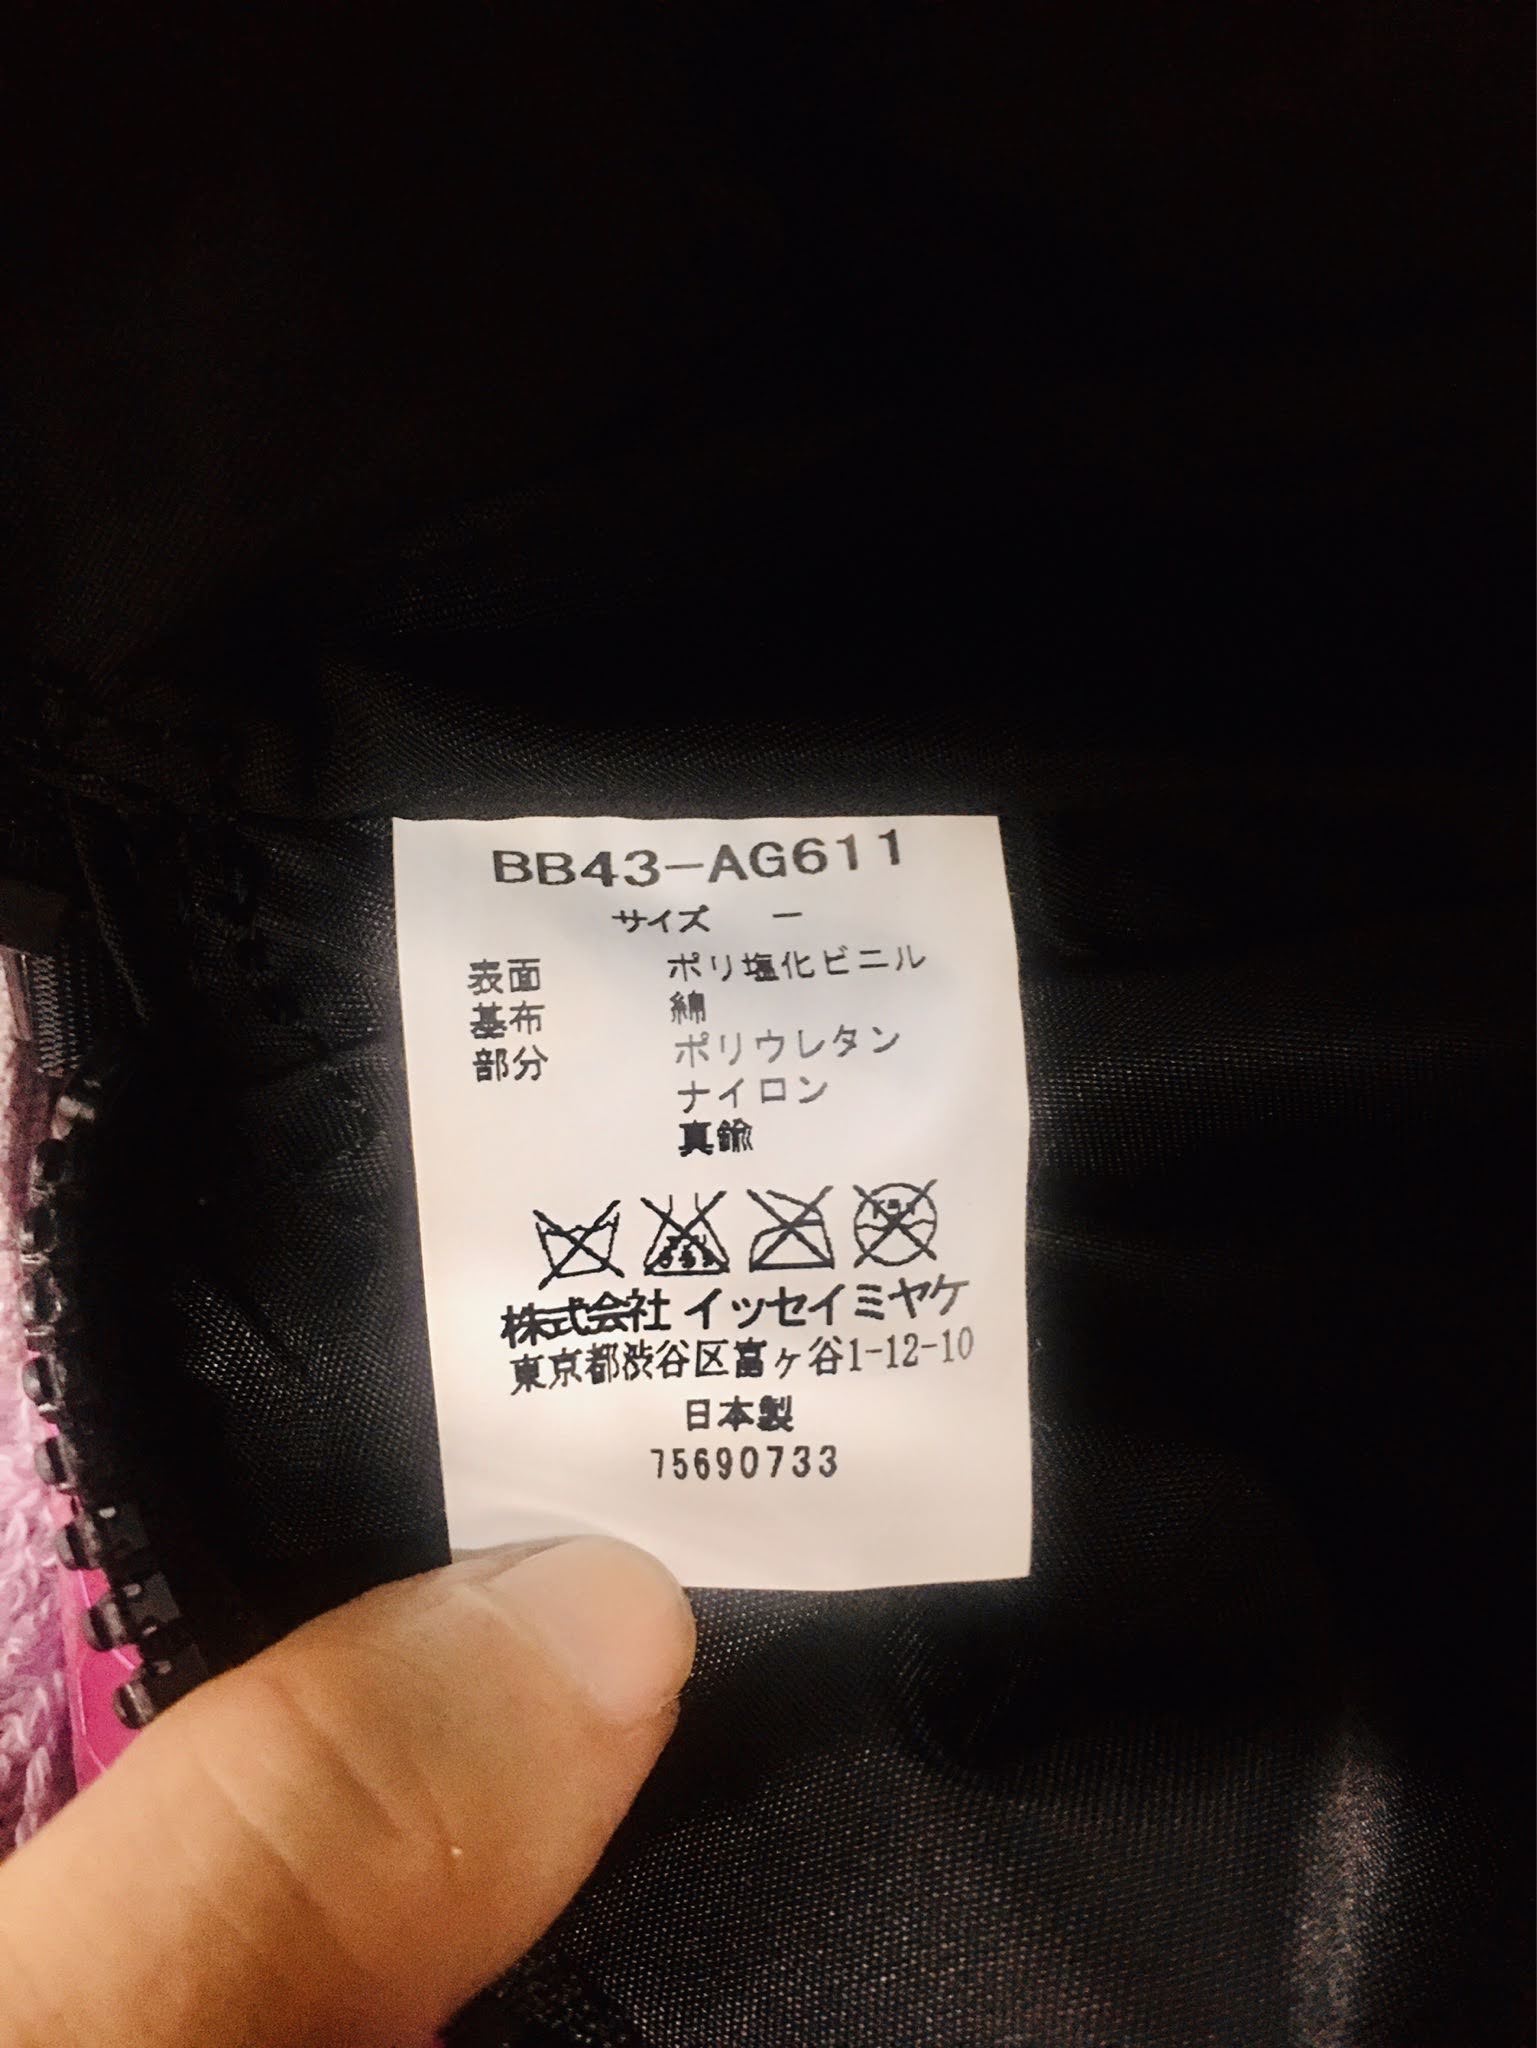 BB43-AG611
サイズ　ー
表面　ポリ塩化ビニル
基布　綿
部分　ポリウレタン
ナイロン
真鍮
株式会社 イッセイミヤケ
東京都渋谷区富ヶ谷1-12-10
日本製
75690733